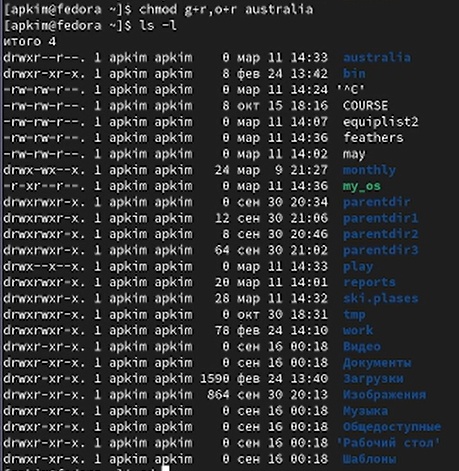 [apkim@fedora ~]$ chmod g+r,o+r australia
[apkim@fedora ~]$ ls -l
итого 4
drwxr--r--. 1 apkim apkim 0 мар 11 14:33 australia
drwxr-xr-x. 1 apkim apkim 8 фев 24 13:42 bin
-rw-rw-r--. 1 apkim apkim 0 мар 11 14:24 '^C'
-rw-r--r--. 1 apkim apkim 8 окт 15 18:16 COURSE
-rw-rw-r--. 1 apkim apkim 0 мар 11 14:07 equiplist2
-rw-rw-r--. 1 apkim apkim 0 мар 11 14:36 feathers
-rw-rw-r--. 1 apkim apkim 0 мар 11 14:02 may
drwx-wx--x. 1 apkim apkim 24 мар 9 21:27 monthly
-r-xr--r--. 1 apkim apkim 0 мар 11 14:36 my_os
drwxrwxr-x. 1 apkim apkim 0 сен 30 20:34 parentdir
drwxrwxr-x. 1 apkim apkim 12 сен 30 21:06 parentdir1
drwxrwxr-x. 1 apkim apkim 8 сен 30 20:46 parentdir2
drwxrwxr-x. 1 apkim apkim 64 сен 30 21:02 parentdir3
drwx--x--x. 1 apkim apkim 0 мар 11 14:33 play
drwxrwxr-x. 1 apkim apkim 20 мар 11 14:01 reports
drwxrwxr-x. 1 apkim apkim 28 мар 11 14:32 ski.plases
drwxrwxr-x. 1 apkim apkim 0 окт 30 18:31 tmp
drwxrwxr-x. 1 apkim apkim 78 фев 24 14:10 work
drwxr-xr-x. 1 apkim apkim 0 сен 16 00:18 Видео
drwxr-xr-x. 1 apkim apkim 0 сен 16 00:18 Документы
drwxr-xr-x. 1 apkim apkim 1590 фев 24 13:40 Загрузки
drwxr-xr-x. 1 apkim apkim 864 сен 30 20:13 Изображения
drwxr-xr-x. 1 apkim apkim 0 сен 16 00:18 Музыка
drwxr-xr-x. 1 apkim apkim 0 сен 16 00:18 Общедоступные
drwxr-xr-x. 1 apkim apkim 0 сен 16 00:18 'Рабочий стол'
drwxr-xr-x. 1 apkim apkim 0 сен 16 00:18 Шаблоны